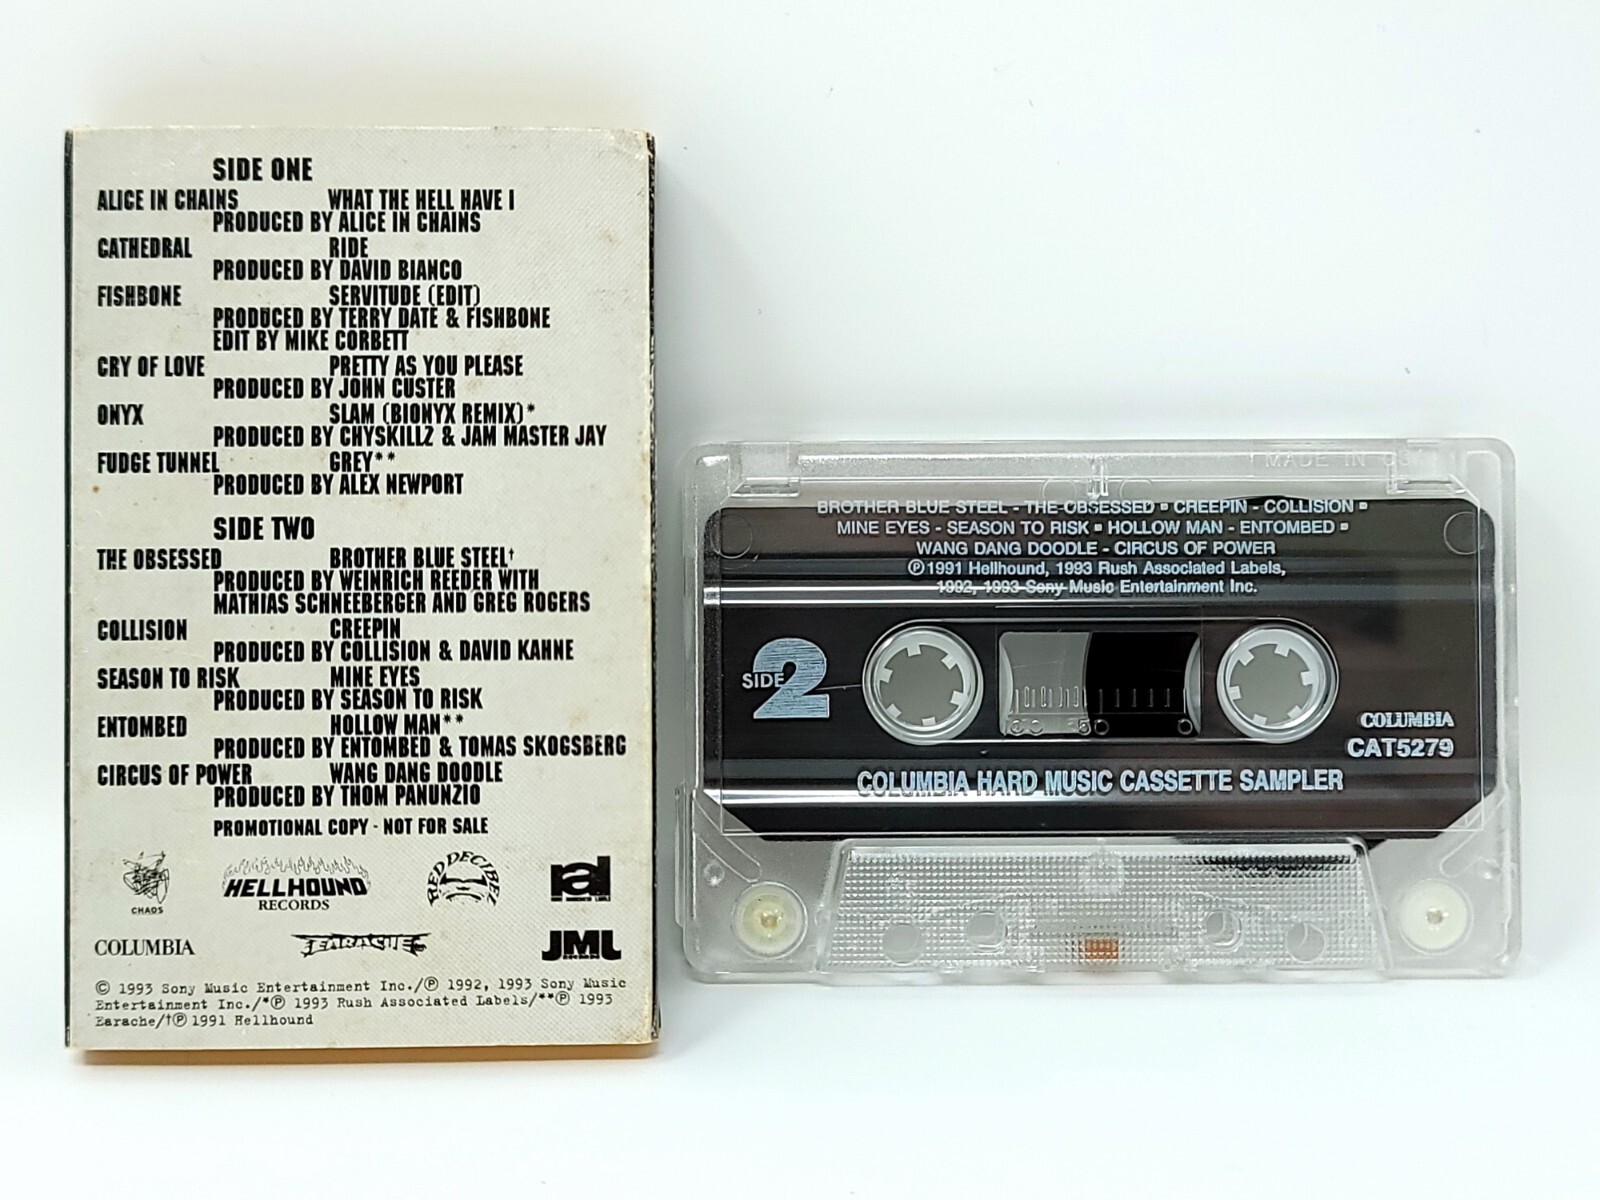 SIDE ONE
ALICE IN CHAINS WHAT THE HELL HAVE I
PRODUCED BY ALICE IN CHAINS
CATHEDRAL RIDE
PRODUCED BY DAVID BIANCO
FISHBONE SERVITUDE (EDIT)
PRODUCED BY TERRY DATE & FISHBONE
EDIT BY MIKE CORBETT
CRY OF LOVE PRETTY AS YOU PLEASE
PRODUCED BY JOHN CUSTER
ONYX SLAM (BIONYX REMIX)*
PRODUCED BY CHYSKILLZ & JAM MASTER JAY
FUDGE TUNNEL GREY**
PRODUCED BY ALEX NEWPORT
SIDE TWO
THE OBSESSED BROTHER BLUE STEEL†
PRODUCED BY WEINRICH REEDER WITH
MATHIAS SCHNEEBERGER AND GREG ROGERS
COLLISION CREEPIN
PRODUCED BY COLLISION & DAVID KAHNE
SEASON TO RISK MINE EYES
PRODUCED BY SEASON TO RISK
ENTOMBED HOLLOW MAN**
PRODUCED BY ENTOMBED & TOMAS SKOGSBERG
CIRCUS OF POWER WANG DANG DOODLE
PRODUCED BY THOM PANUNZIO
PROMOTIONAL COPY - NOT FOR SALE
CHAOS
HELLHOUND
RECORDS
RED DECIBEL
ral
COLUMBIA
EARACHE
JML
© 1993 Sony Music Entertainment Inc./℗ 1992, 1993 Sony Music
Entertainment Inc./*℗ 1993 Rush Associated Labels/**℗ 1993
Earache/†℗ 1991 Hellhound
MADE IN USA
BROTHER BLUE STEEL - THE OBSESSED ▪ CREEPIN - COLLISION ▪
MINE EYES - SEASON TO RISK ▪ HOLLOW MAN - ENTOMBED ▪
WANG DANG DOODLE - CIRCUS OF POWER
℗1991 Hellhound, 1993 Rush Associated Labels,
1992, 1993 Sony Music Entertainment Inc.
SIDE 2
50
COLUMBIA
CAT5279
COLUMBIA HARD MUSIC CASSETTE SAMPLER